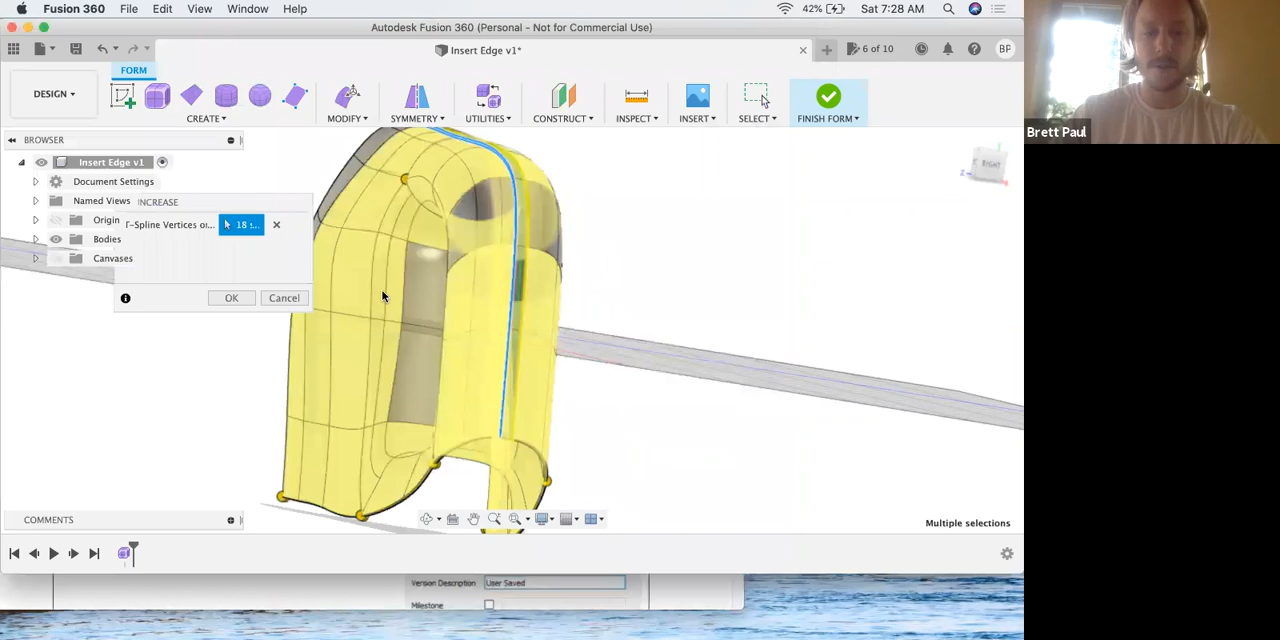 Fusion 360 File Edit View Window Help 42% Sat 7:28 AM
Autodesk Fusion 360 (Personal - Not for Commercial Use)
Insert Edge v1* 6 of 10 BP
FORM
DESIGN
CREATE MODIFY SYMMETRY UTILITIES CONSTRUCT INSPECT INSERT SELECT FINISH FORM
Brett Paul
BROWSER
Insert Edge v1
Document Settings
Named Views
INCREASE
Origin
T-Spline Vertices or... 18 :...
Bodies
Canvases
OK Cancel
RIGHT
Z
COMMENTS
Multiple selections
Version Description User Saved
Milestone